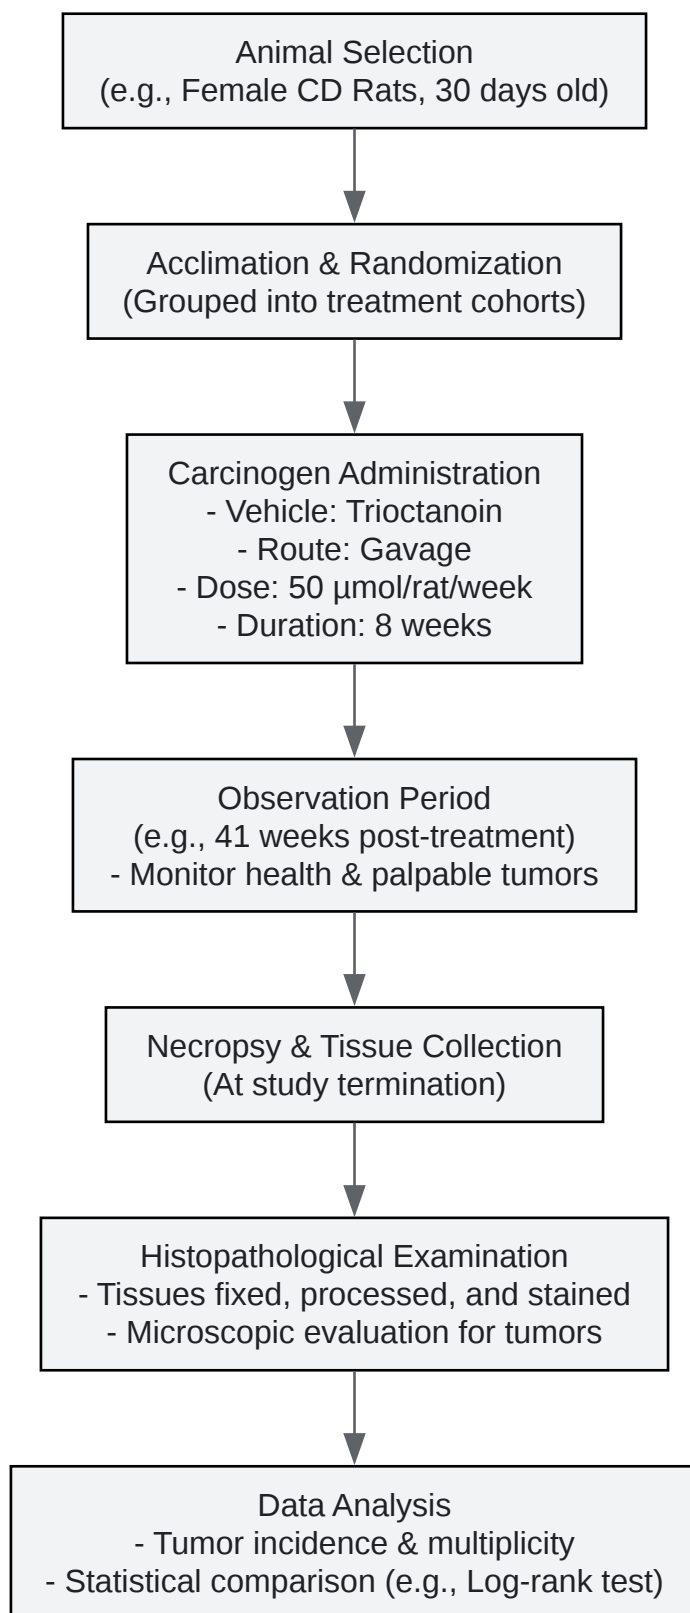 Animal Selection
(e.g., Female CD Rats, 30 days old)
Acclimation & Randomization
(Grouped into treatment cohorts)
Carcinogen Administration
- Vehicle: Trioctanoin
- Route: Gavage
- Dose: 50 µmol/rat/week
- Duration: 8 weeks
Observation Period
(e.g., 41 weeks post-treatment)
- Monitor health & palpable tumors
Necropsy & Tissue Collection
(At study termination)
Histopathological Examination
- Tissues fixed, processed, and stained
- Microscopic evaluation for tumors
Data Analysis
- Tumor incidence & multiplicity
- Statistical comparison (e.g., Log-rank test)